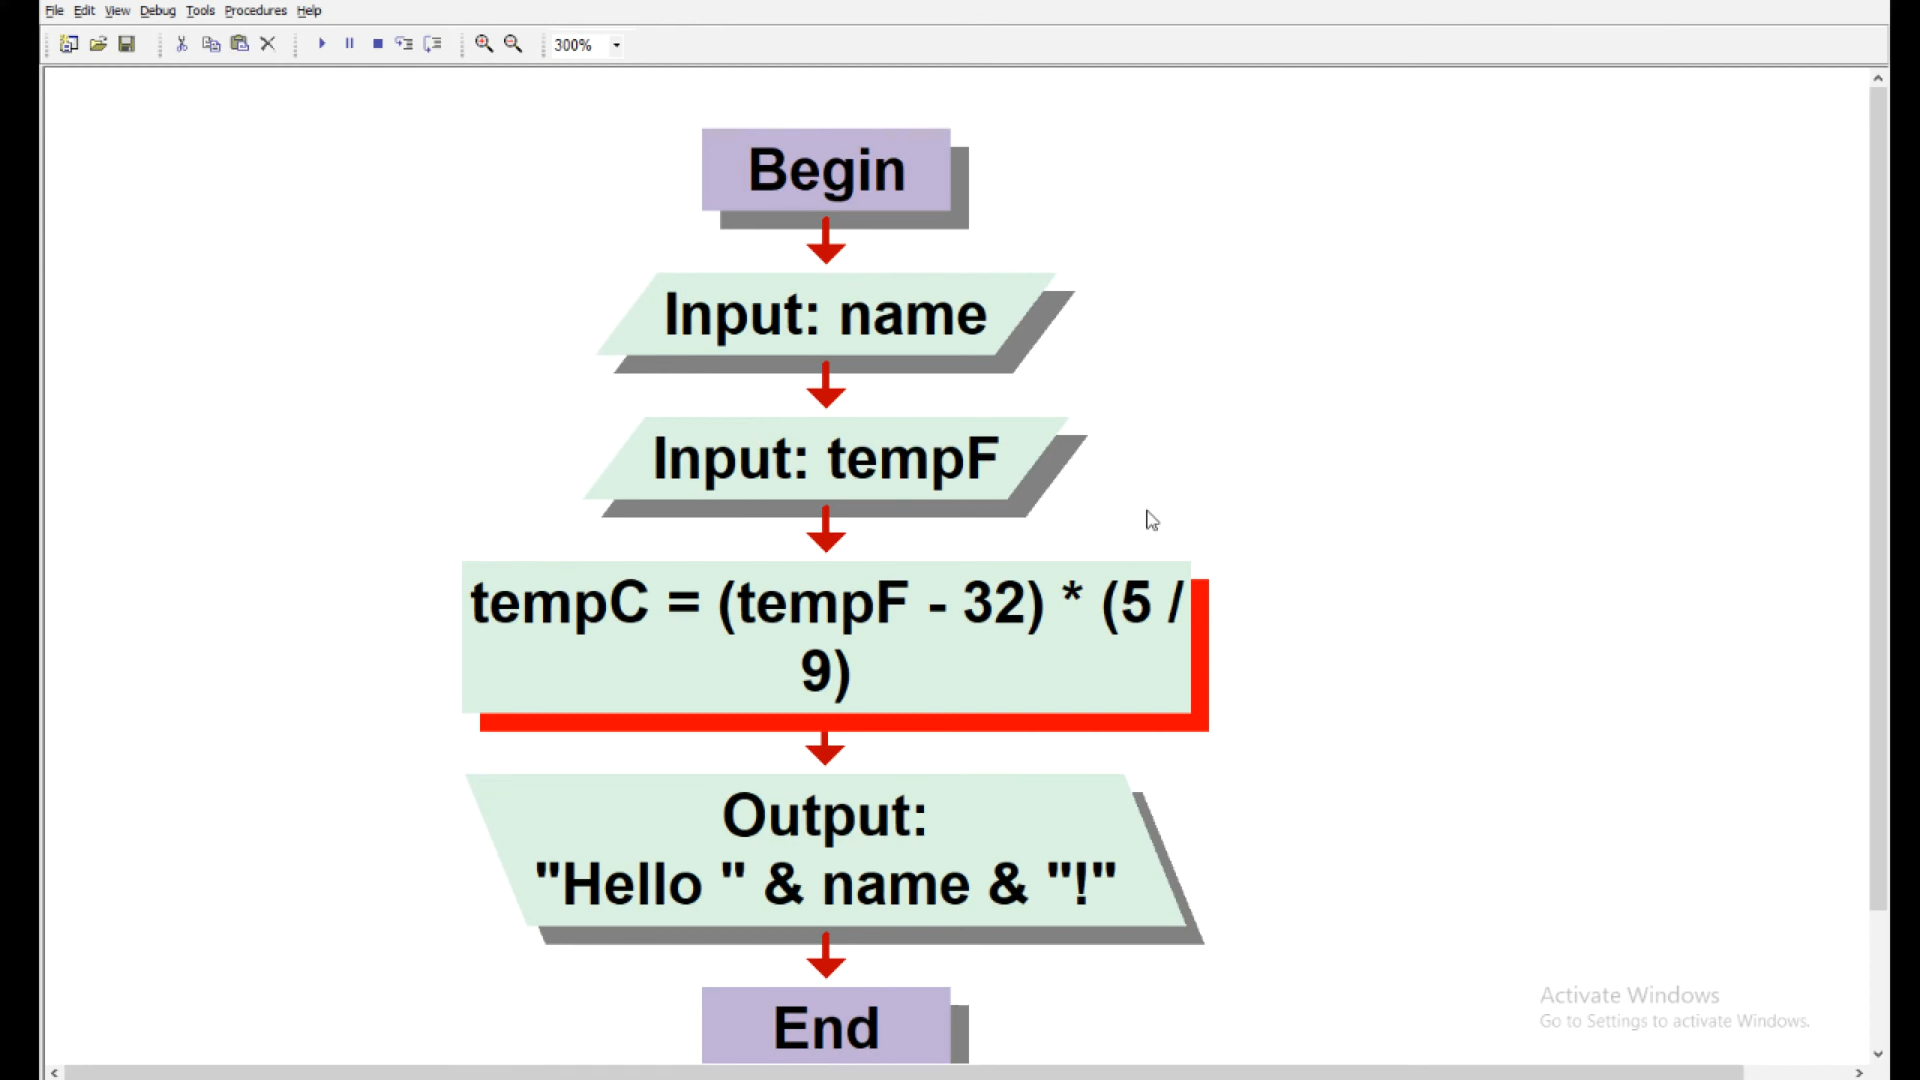 File Edit View Debug Tools Procedures Help
300%
Begin
Input: name
Input: tempF
tempC = (tempF - 32) * (5 /
9)
Output:
"Hello " & name & "!"
End
Activate Windows
Go to Settings to activate Windows.